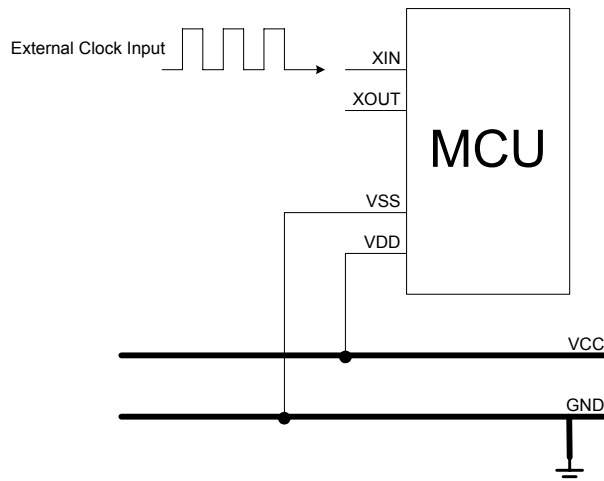 External Clock Input
XIN
XOUT
MCU
VSS
VDD
VCC
GND